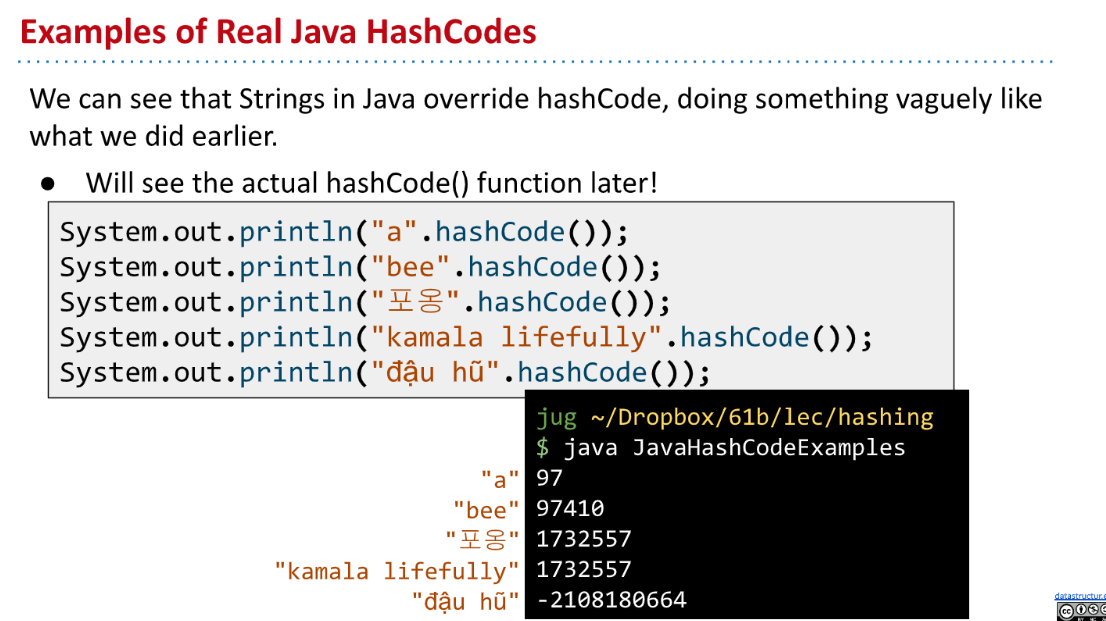 Examples of Real Java HashCodes
We can see that Strings in Java override hashCode, doing something vaguely like
what we did earlier.
● Will see the actual hashCode() function later!
System.out.println("a".hashCode());
System.out.println("bee".hashCode());
System.out.println("포옹".hashCode());
System.out.println("kamala lifefully".hashCode());
System.out.println("đậu hũ".hashCode());
jug ~/Dropbox/61b/lec/hashing
$ java JavaHashCodeExamples
"a" 97
"bee" 97410
"포옹" 1732557
"kamala lifefully" 1732557
"đậu hũ" -2108180664
datastructur.e